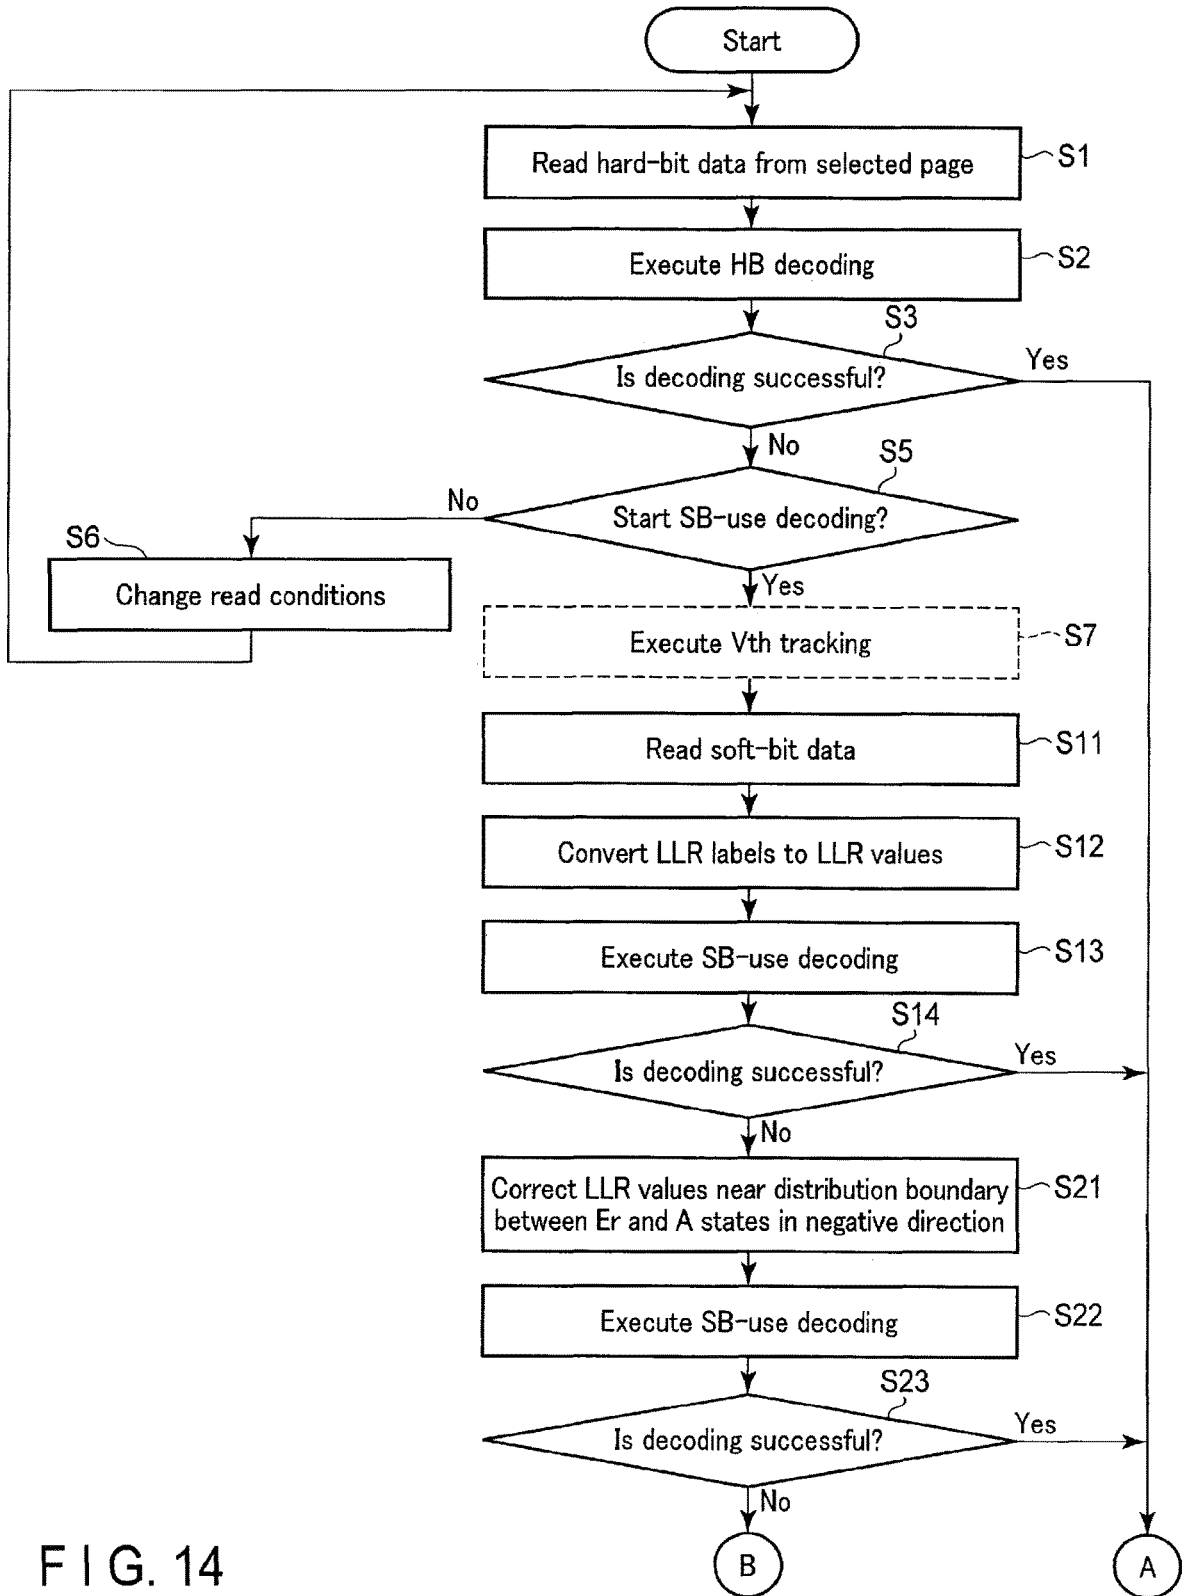 Start
Read hard-bit data from selected page
S1
Execute HB decoding
S2
S3
Is decoding successful?
Yes
No
S5
Start SB-use decoding?
No
S6
Change read conditions
Yes
Execute Vth tracking
S7
Read soft-bit data
S11
Convert LLR labels to LLR values
S12
Execute SB-use decoding
S13
S14
Is decoding successful?
Yes
No
Correct LLR values near distribution boundary
between Er and A states in negative direction
S21
Execute SB-use decoding
S22
S23
Is decoding successful?
Yes
No
B
A
FIG. 14